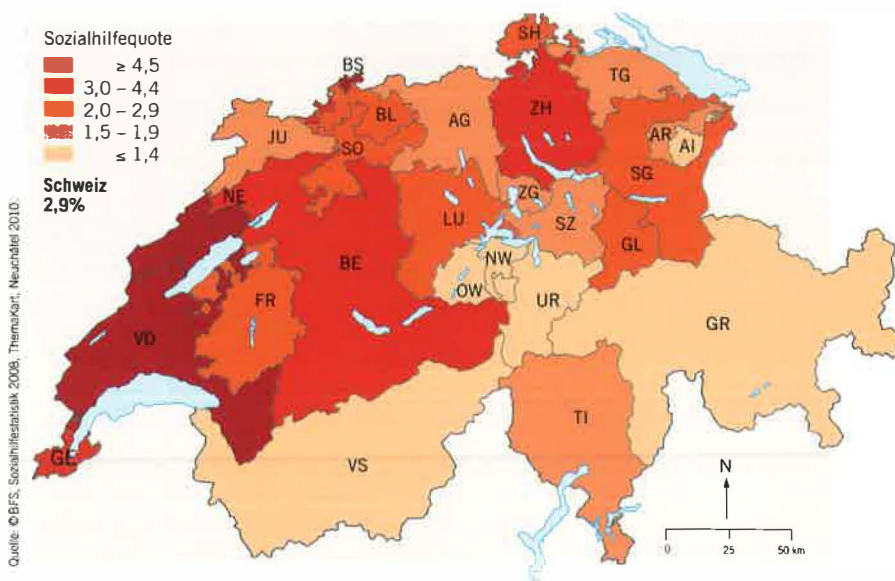 Sozialhilfequote
≥ 4,5
3,0 – 4,4
2,0 – 2,9
1,5 – 1,9
≤ 1,4
Schweiz
2,9%
Quelle: ©BFS, Sozialhilfestatistik 2008, ThemaKart, Neuchâtel 2010.
SH
BS
TG
BL
AG
ZH
JU
SO
AR
AI
NE
SG
ZG
LU
SZ
BE
GL
NW
OW
FR
UR
GR
VD
TI
GE
VS
N
0 25 50 km